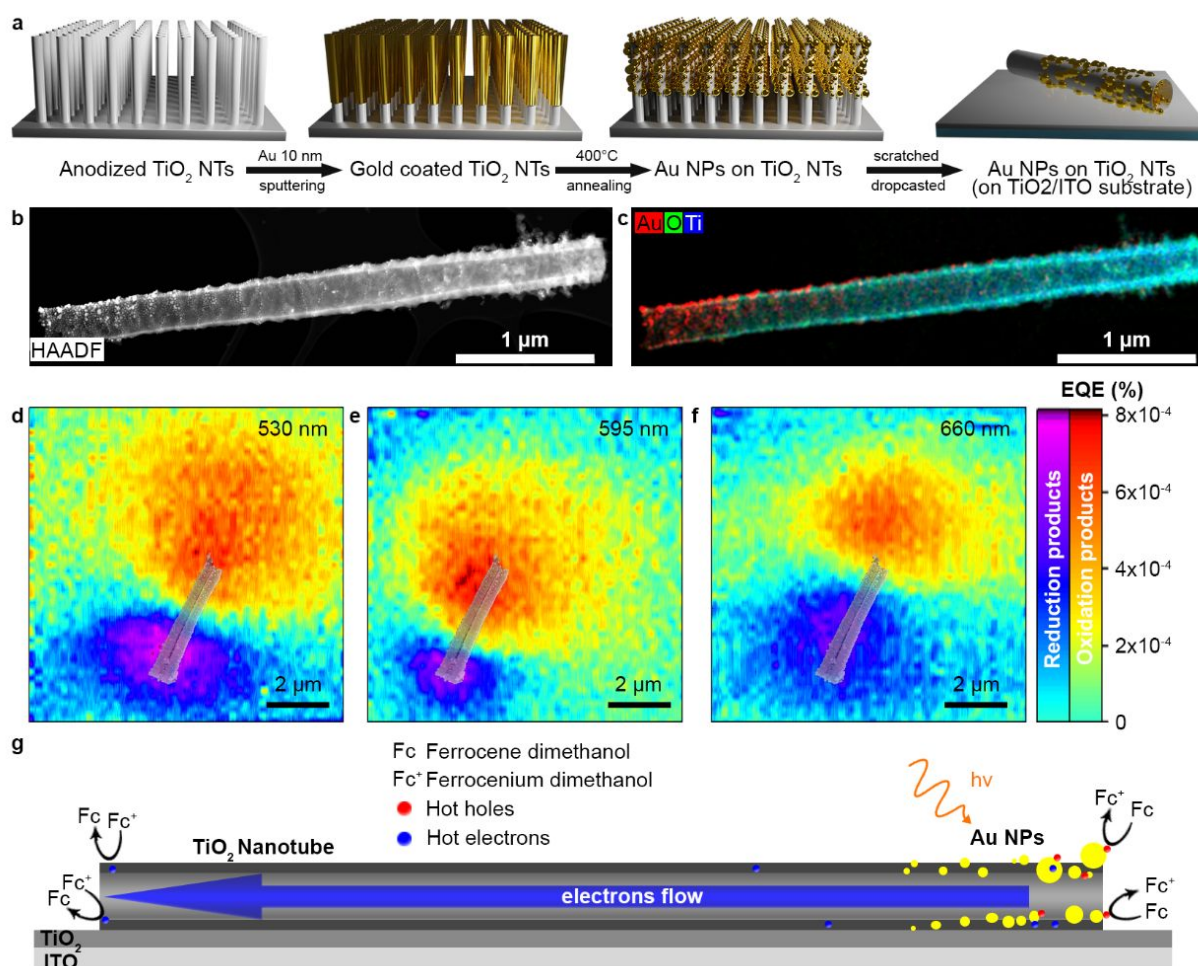 a
Anodized TiO₂ NTs
Au 10 nm
sputtering
Gold coated TiO₂ NTs
400°C
annealing
Au NPs on TiO₂ NTs
scratched
dropcasted
Au NPs on TiO₂ NTs
(on TiO2/ITO substrate)
b
HAADF
1 µm
c
Au O Ti
1 µm
d
530 nm
2 µm
e
595 nm
2 µm
f
660 nm
2 µm
EQE (%)
8x10⁻⁴
6x10⁻⁴
4x10⁻⁴
2x10⁻⁴
0
Reduction products
Oxidation products
g
Fc Ferrocene dimethanol
Fc⁺ Ferrocenium dimethanol
Hot holes
Hot electrons
hv
Au NPs
Fc⁺
Fc
Fc⁺
Fc
Fc Fc⁺
Fc⁺
Fc
TiO₂ Nanotube
electrons flow
TiO₂
ITO